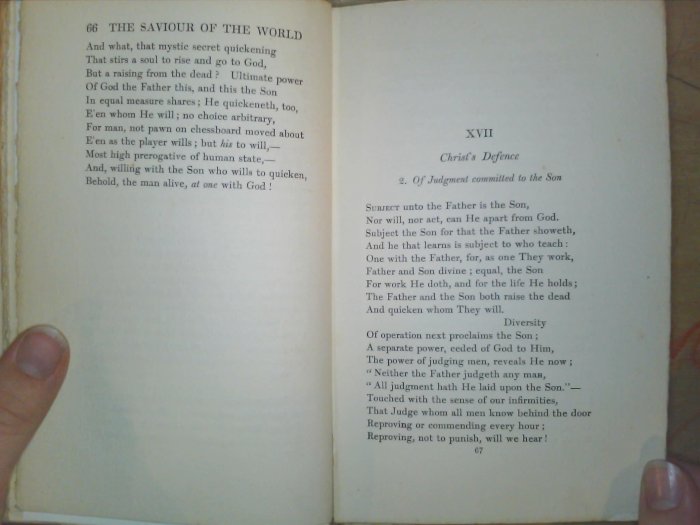 66 THE SAVIOUR OF THE WORLD
And what, that mystic secret quickening
That stirs a soul to rise and go to God,
But a raising from the dead? Ultimate power
Of God the Father this, and this the Son
In equal measure shares; He quickeneth, too,
E'en whom He will; no choice arbitrary,
For man, not pawn on chessboard moved about
E'en as the player wills; but his to will,—
Most high prerogative of human state,—
And, willing with the Son who wills to quicken,
Behold, the man alive, at one with God!
XVII
Christ's Defence
2. Of Judgment committed to the Son
SUBJECT unto the Father is the Son,
Nor will, nor act, can He apart from God.
Subject the Son for that the Father showeth,
And he that learns is subject to who teach:
One with the Father, for, as one They work,
Father and Son divine; equal, the Son
For work He doth, and for the life He holds;
The Father and the Son both raise the dead
And quicken whom They will.
Diversity
Of operation next proclaims the Son;
A separate power, ceded of God to Him,
The power of judging men, reveals He now;
"Neither the Father judgeth any man,
"All judgment hath He laid upon the Son."—
Touched with the sense of our infirmities,
That Judge whom all men know behind the door
Reproving or commending every hour;
Reproving, not to punish, will we hear!
67